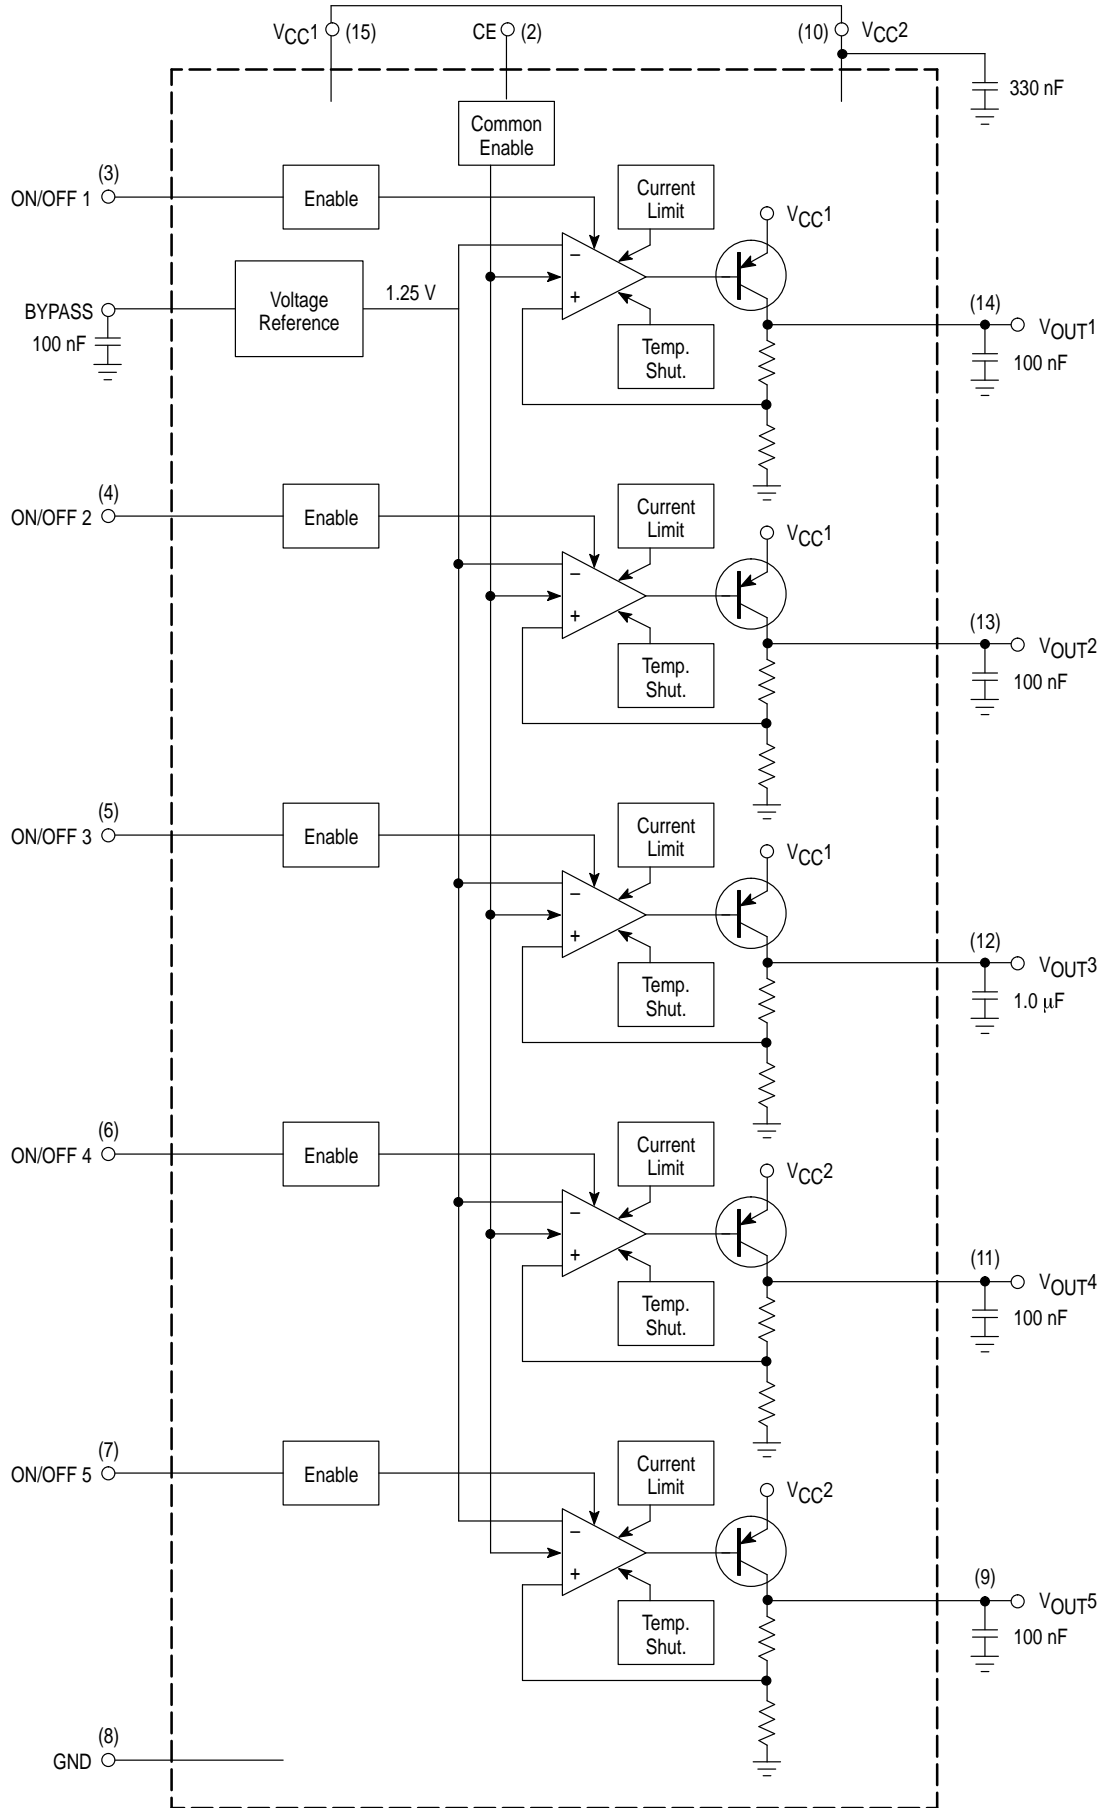 VCC1 (15) CE (2) (10) VCC2
330 nF
Common
Enable
(3)
ON/OFF 1
Enable
Current
Limit
VCC1
–
+
BYPASS
100 nF
Voltage
Reference
1.25 V
Temp.
Shut.
(14)
VOUT1
100 nF
(4)
ON/OFF 2
Enable
Current
Limit
VCC1
–
+
Temp.
Shut.
(13)
VOUT2
100 nF
(5)
ON/OFF 3
Enable
Current
Limit
VCC1
–
+
Temp.
Shut.
(12)
VOUT3
1.0 µF
(6)
ON/OFF 4
Enable
Current
Limit
VCC2
–
+
Temp.
Shut.
(11)
VOUT4
100 nF
(7)
ON/OFF 5
Enable
Current
Limit
VCC2
–
+
Temp.
Shut.
(9)
VOUT5
100 nF
(8)
GND